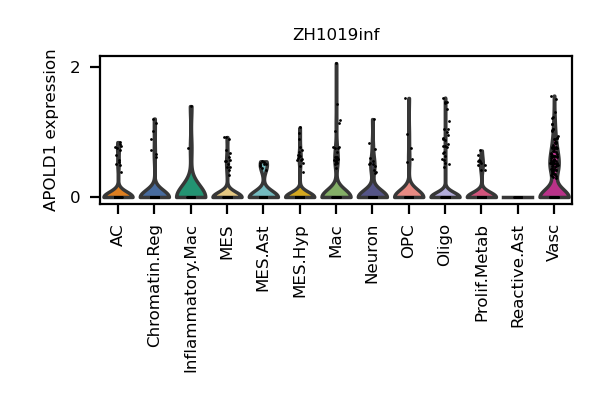 ZH1019inf
APOLD1 expression
2
0
AC
Chromatin.Reg
Inflammatory.Mac
MES
MES.Ast
MES.Hyp
Mac
Neuron
OPC
Oligo
Prolif.Metab
Reactive.Ast
Vasc